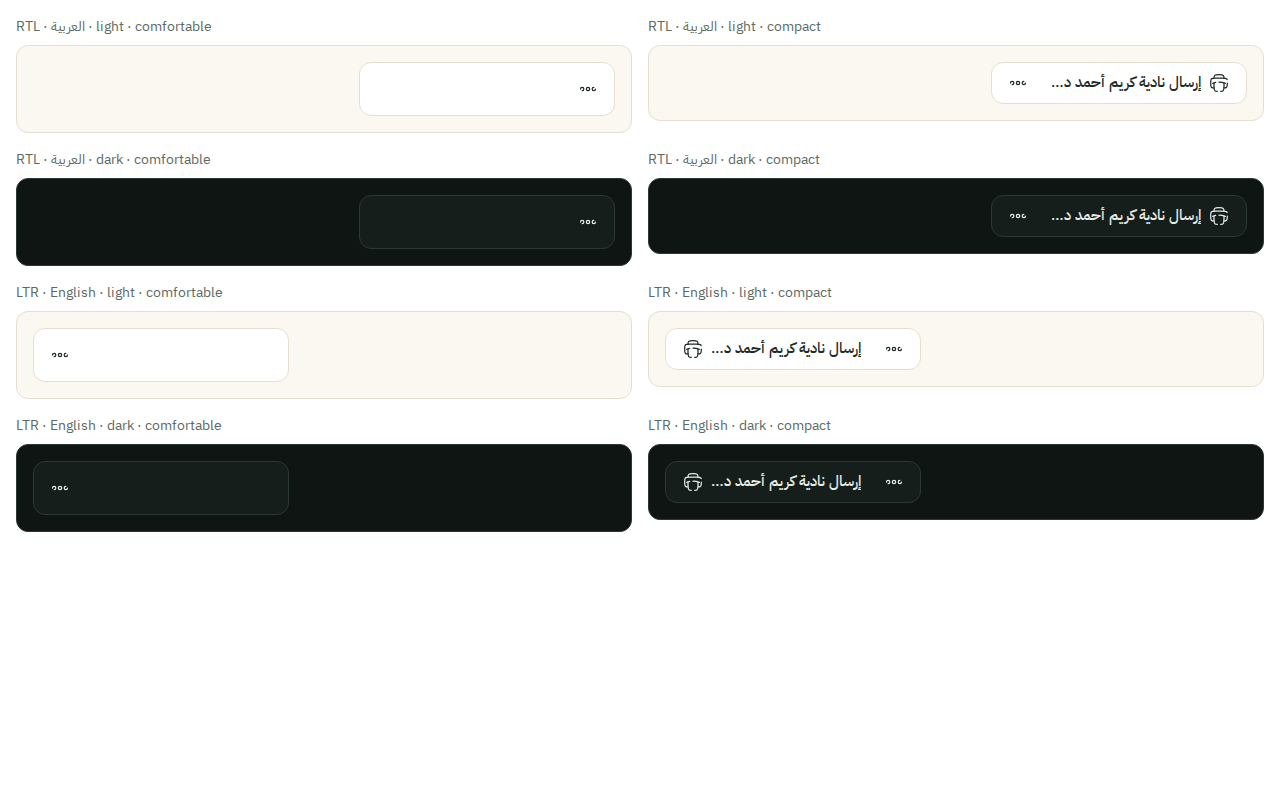 RTL · العربية · light · comfortable
RTL · العربية · light · compact
إرسال نادية كريم أحمد د...
RTL · العربية · dark · comfortable
RTL · العربية · dark · compact
إرسال نادية كريم أحمد د...
LTR · English · light · comfortable
LTR · English · light · compact
إرسال نادية كريم أحمد د...
LTR · English · dark · comfortable
LTR · English · dark · compact
إرسال نادية كريم أحمد د...